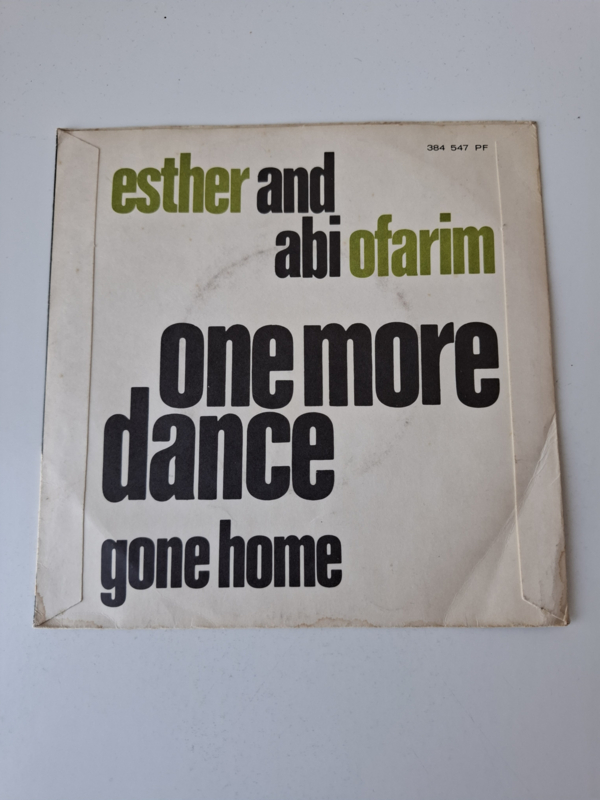 384 547 PF
esther and
abi ofarim
one more
dance
gone home